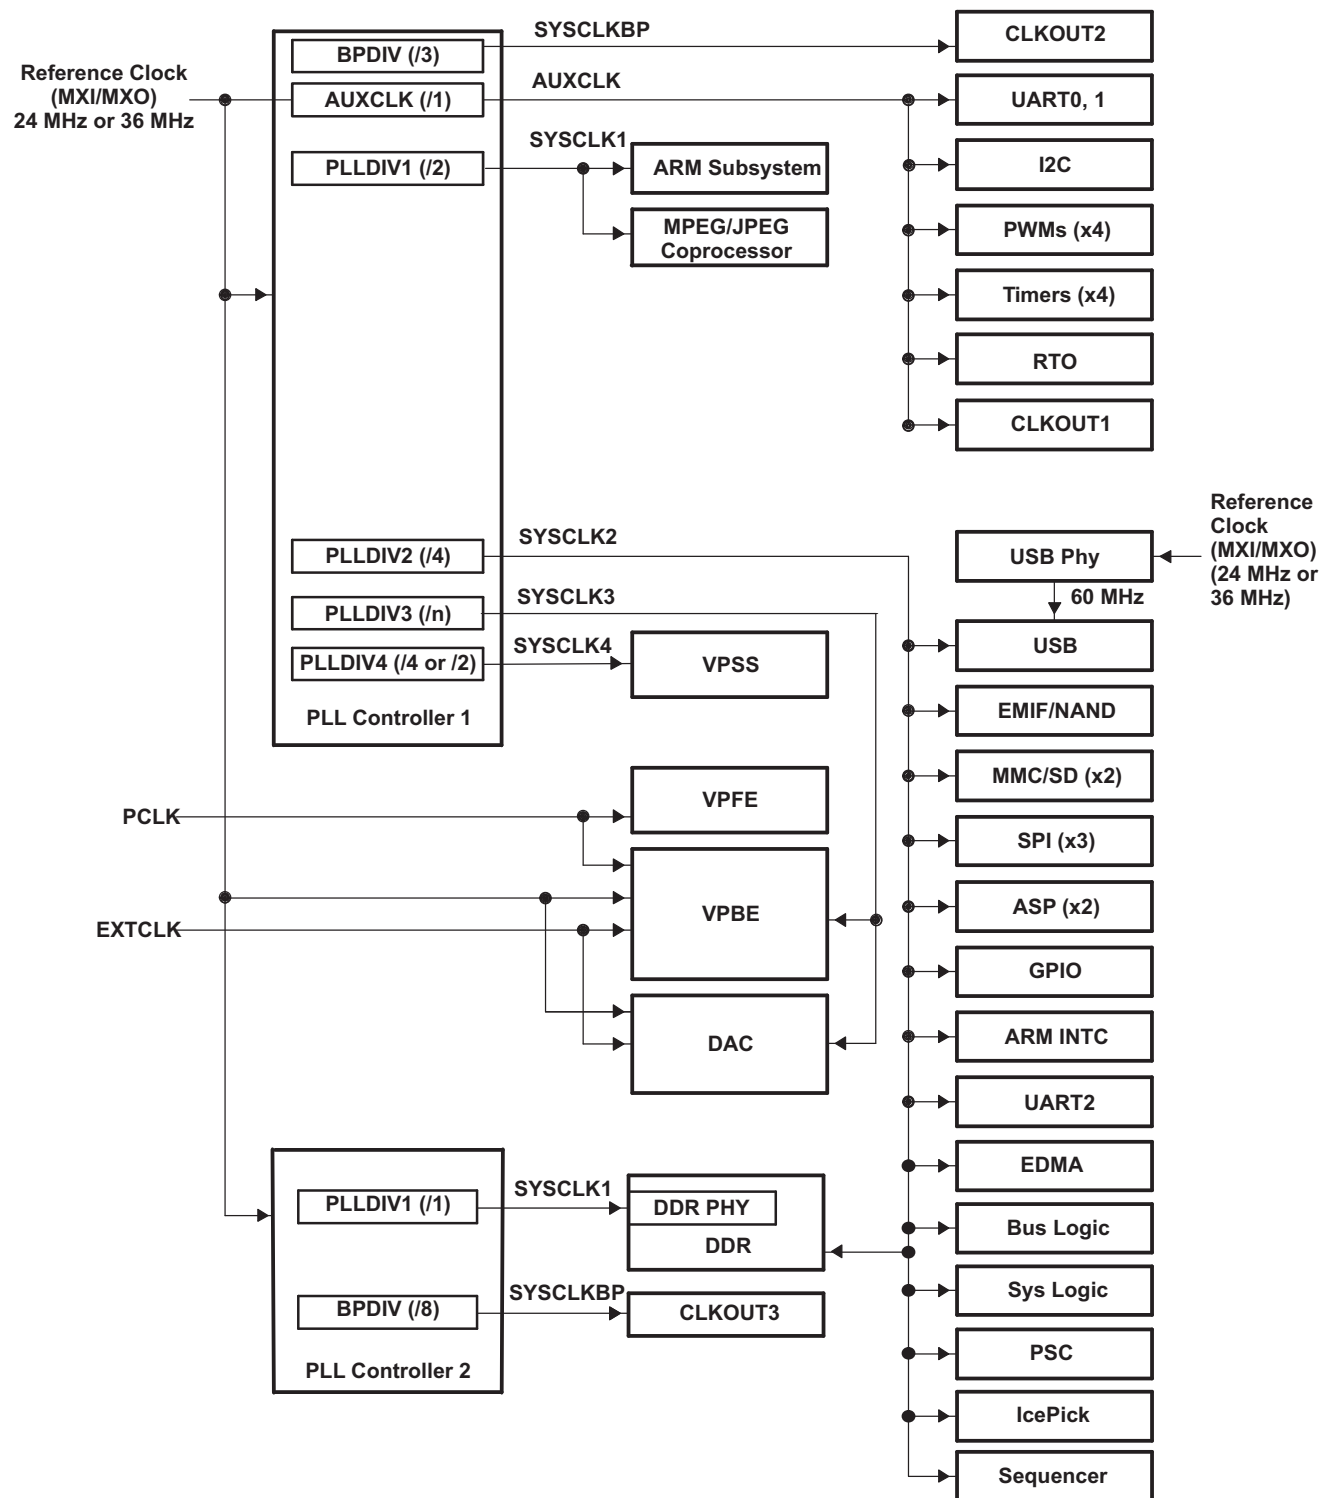 SYSCLKBP
CLKOUT2
BPDIV (/3)
Reference Clock
(MXI/MXO)
24 MHz or 36 MHz
AUXCLK
AUXCLK (/1)
UART0, 1
SYSCLK1
PLLDIV1 (/2)
ARM Subsystem
I2C
MPEG/JPEG
Coprocessor
PWMs (x4)
Timers (x4)
RTO
CLKOUT1
Reference
Clock
(MXI/MXO)
(24 MHz or
36 MHz)
SYSCLK2
PLLDIV2 (/4)
USB Phy
60 MHz
SYSCLK3
PLLDIV3 (/n)
SYSCLK4
PLLDIV4 (/4 or /2)
VPSS
USB
PLL Controller 1
EMIF/NAND
MMC/SD (x2)
VPFE
PCLK
SPI (x3)
VPBE
ASP (x2)
EXTCLK
GPIO
DAC
ARM INTC
UART2
EDMA
SYSCLK1
PLLDIV1 (/1)
DDR PHY
DDR
Bus Logic
SYSCLKBP
BPDIV (/8)
CLKOUT3
Sys Logic
PLL Controller 2
PSC
IcePick
Sequencer